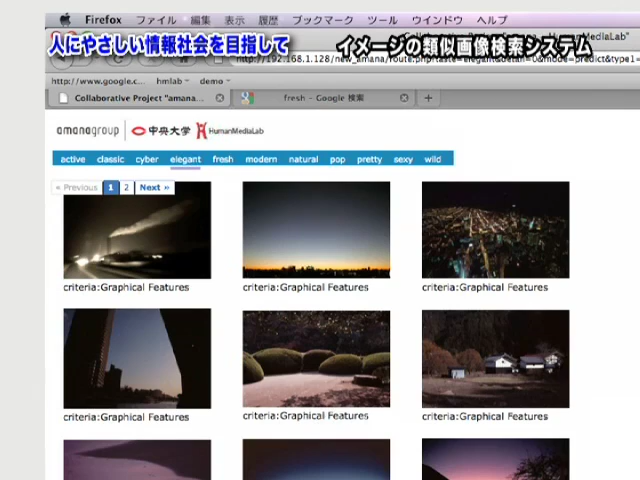 Firefox ファイル 編集 表示 履歴 ブックマーク ツール ウインドウ ヘルプ
人にやさしい情報社会を目指して
イメージの類似画像検索システム
http://www.google.c... hmlab demo
Collaborative Project "amana...
fresh - Google 検索
amanagroup 中央大学 HumanMediaLab
active classic cyber elegant fresh modern natural pop pretty sexy wild
« Previous 1 2 Next »
criteria:Graphical Features
criteria:Graphical Features
criteria:Graphical Features
criteria:Graphical Features
criteria:Graphical Features
criteria:Graphical Features